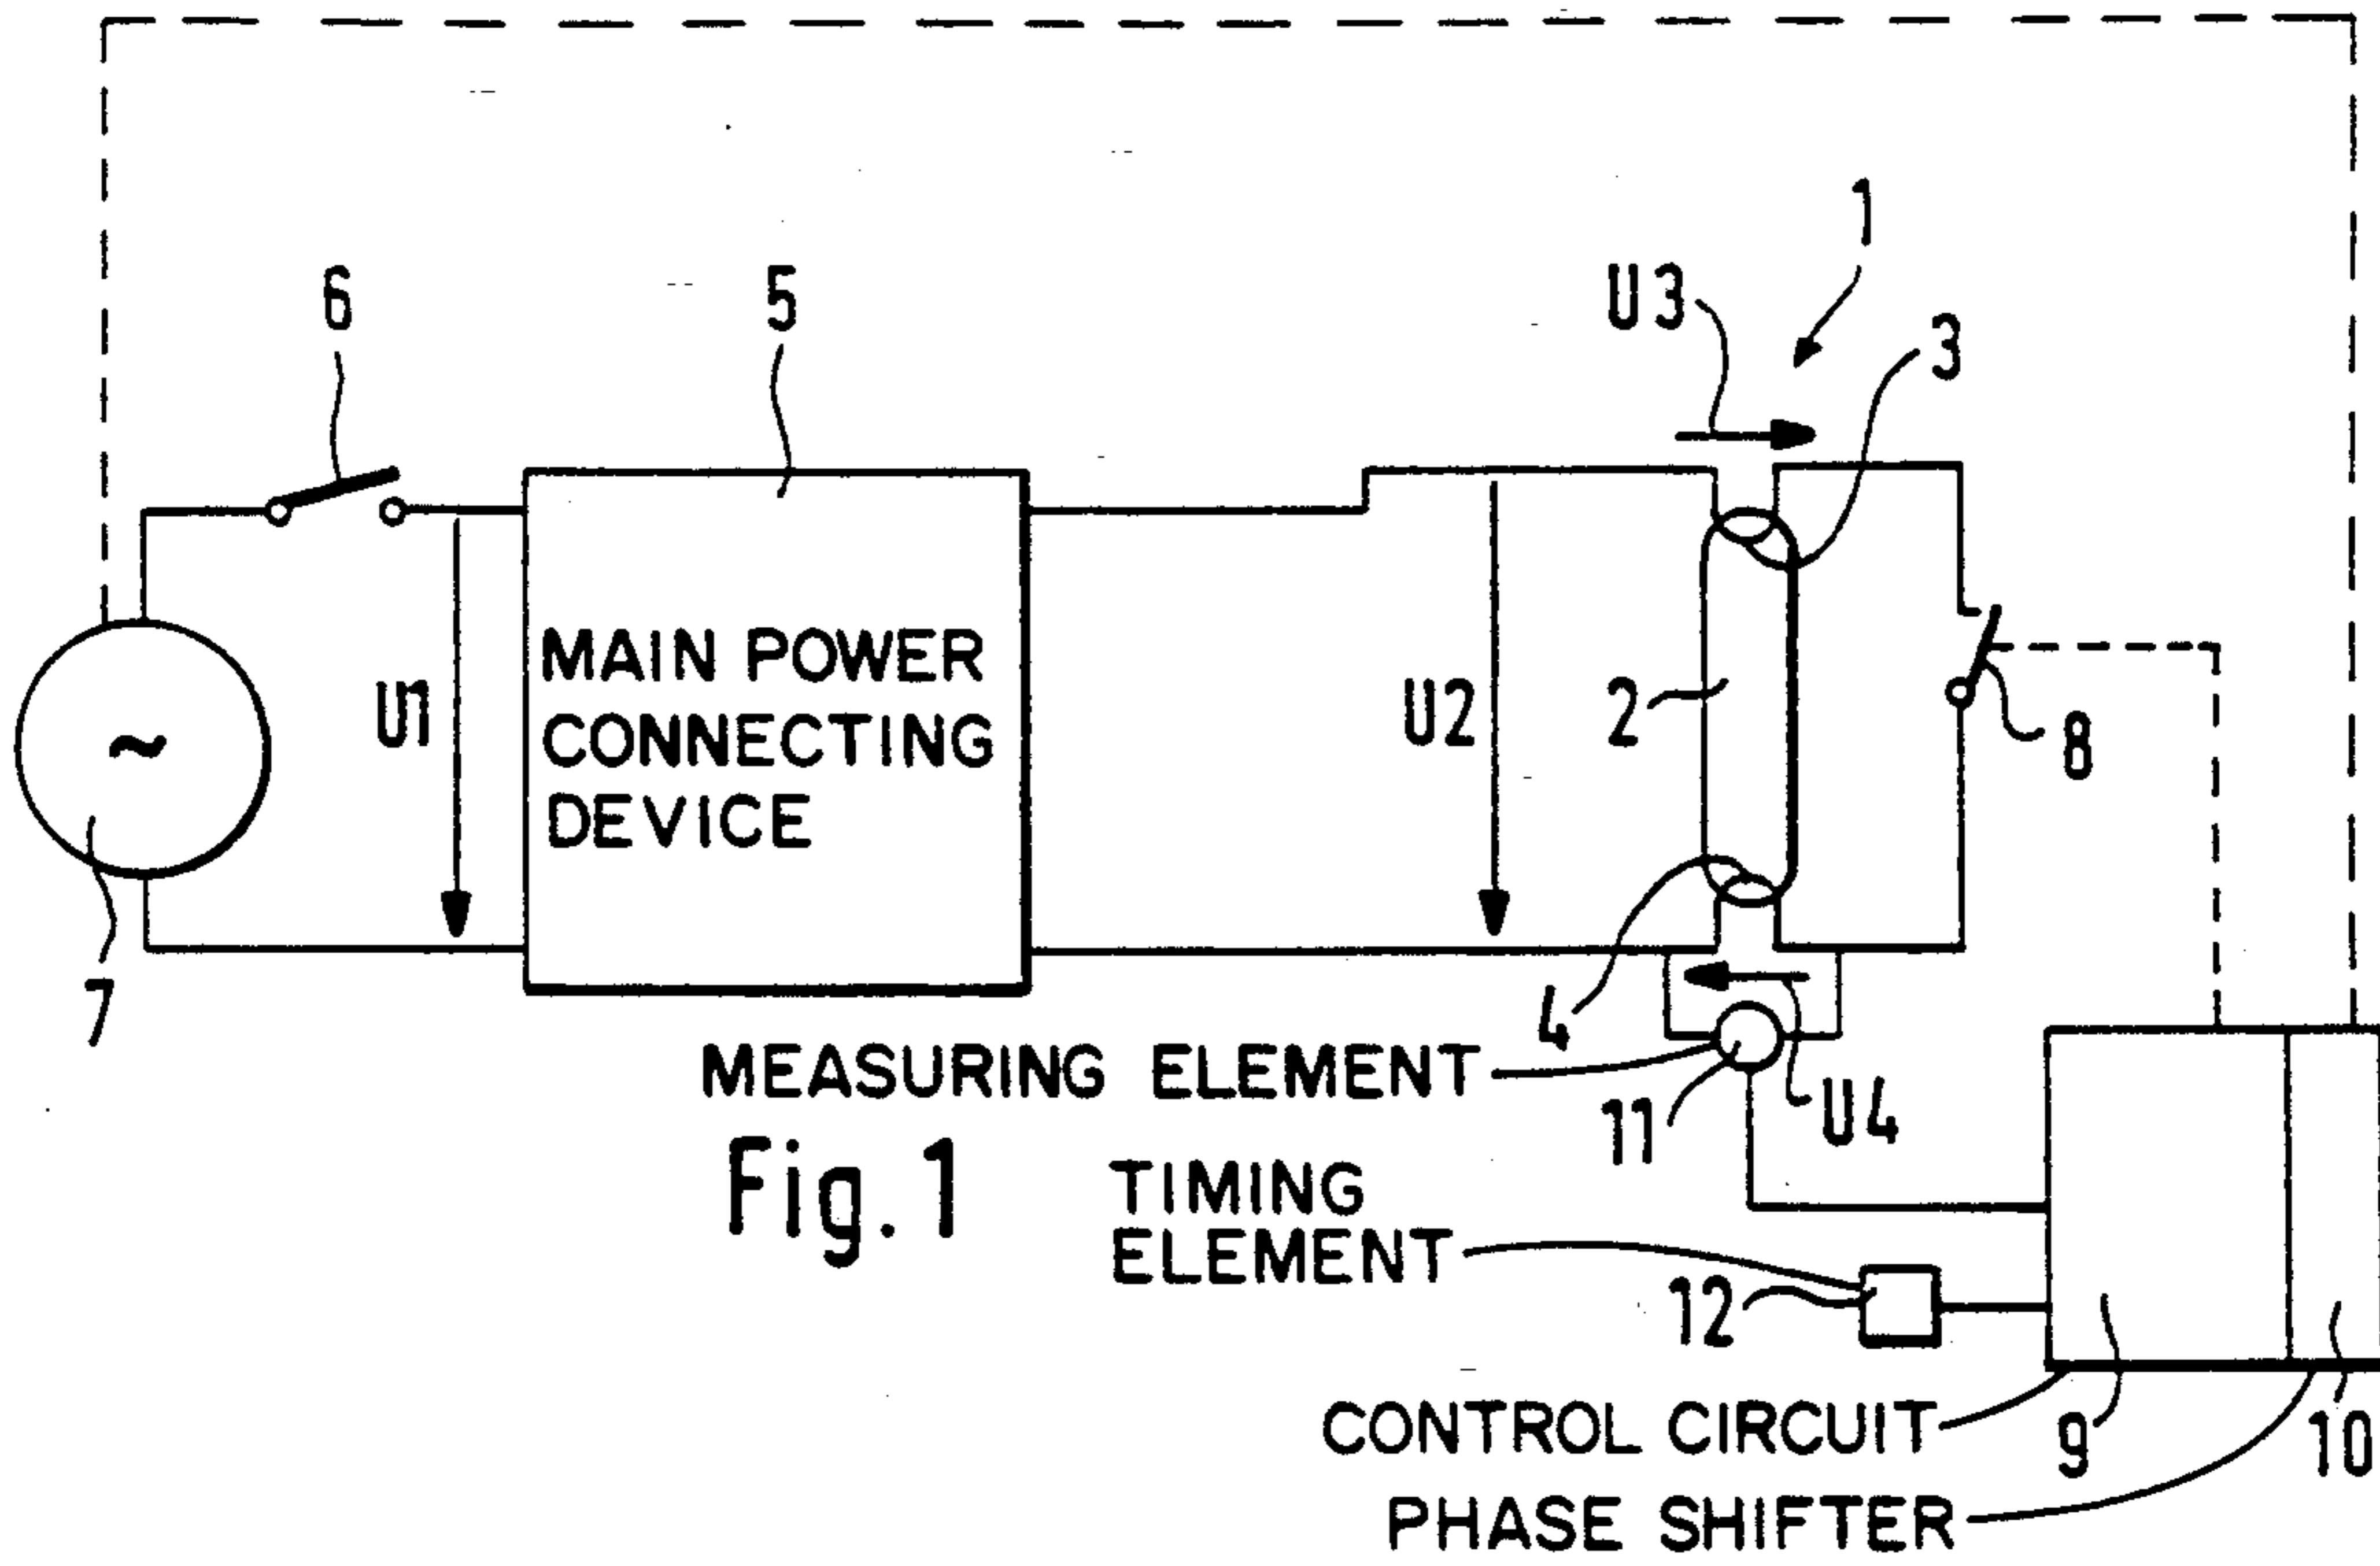 1
U3
6
5
3
MAIN POWER
CONNECTING
DEVICE
U1
U2
2
8
7
4
MEASURING ELEMENT
11
U4
Fig. 1
TIMING
ELEMENT
12
CONTROL CIRCUIT
9
10
PHASE SHIFTER